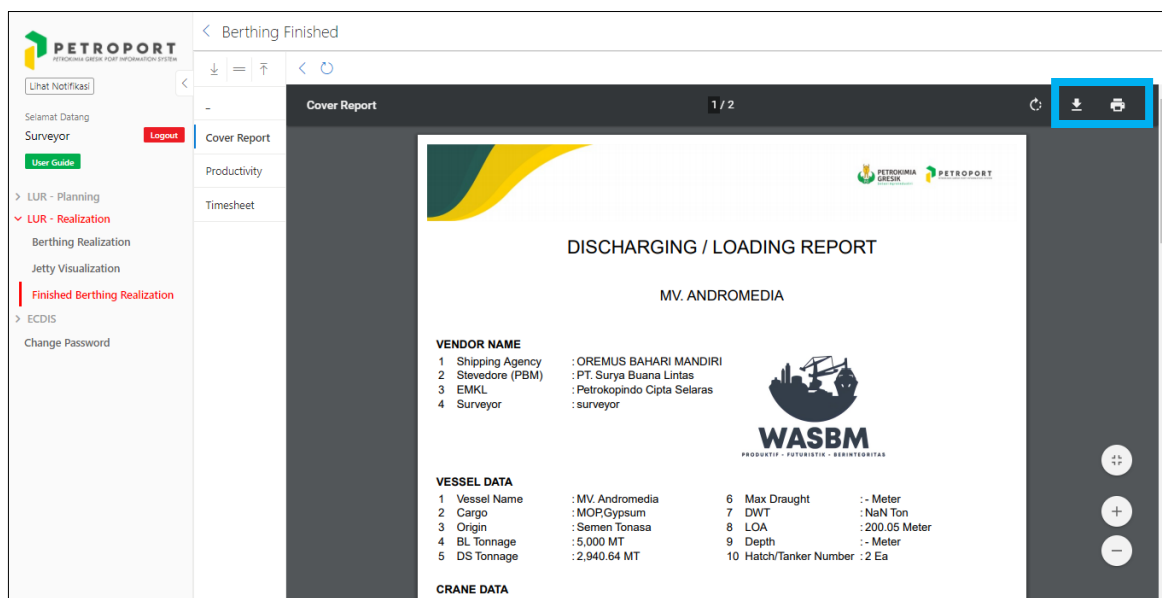 PETROPORT
PETROKIMIA GRESIK PORT INFORMATION SYSTEM
Lihat Notifikasi
Selamat Datang
Surveyor
Logout
User Guide
LUR - Planning
LUR - Realization
Berthing Realization
Jetty Visualization
Finished Berthing Realization
ECDIS
Change Password
Berthing Finished
-
Cover Report
Productivity
Timesheet
Cover Report
1 / 2
PETROKIMIA
GRESIK
PETROPORT
DISCHARGING / LOADING REPORT
MV. ANDROMEDIA
VENDOR NAME
1 Shipping Agency : OREMUS BAHARI MANDIRI
2 Stevedore (PBM) : PT. Surya Buana Lintas
3 EMKL : Petrokopindo Cipta Selaras
4 Surveyor : surveyor
WASBM
PRODUKTIF - FUTURISTIK - BERINTEGRITAS
VESSEL DATA
1 Vessel Name : MV. Andromedia 6 Max Draught : - Meter
2 Cargo : MOP,Gypsum 7 DWT : NaN Ton
3 Origin : Semen Tonasa 8 LOA : 200.05 Meter
4 BL Tonnage : 5,000 MT 9 Depth : - Meter
5 DS Tonnage : 2,940.64 MT 10 Hatch/Tanker Number : 2 Ea
CRANE DATA